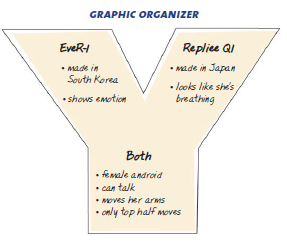 GRAPHIC ORGANIZER
EveR-1
• made in
South Korea
• shows emotion
Repliee Q1
• made in Japan
• looks like she's
breathing
Both
• female android
• can talk
• moves her arms
• only top half moves